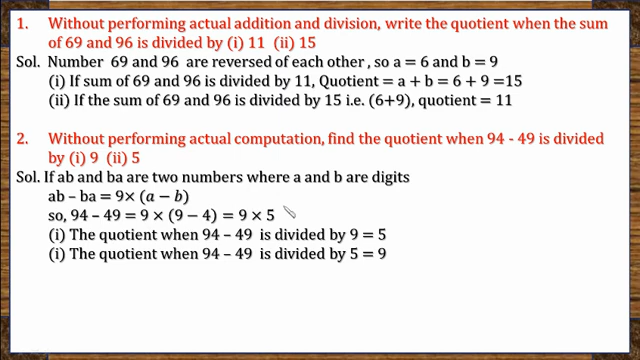 1. Without performing actual addition and division, write the quotient when the sum
of 69 and 96 is divided by (i) 11 (ii) 15
Sol. Number 69 and 96 are reversed of each other , so a = 6 and b = 9
(i) If sum of 69 and 96 is divided by 11, Quotient = a + b = 6 + 9 =15
(ii) If the sum of 69 and 96 is divided by 15 i.e. (6+9), quotient = 11
2. Without performing actual computation, find the quotient when 94 - 49 is divided
by (i) 9 (ii) 5
Sol. If ab and ba are two numbers where a and b are digits
ab – ba = 9× (a − b)
so, 94 – 49 = 9 × (9 − 4) = 9 × 5
(i) The quotient when 94 – 49 is divided by 9 = 5
(i) The quotient when 94 – 49 is divided by 5 = 9